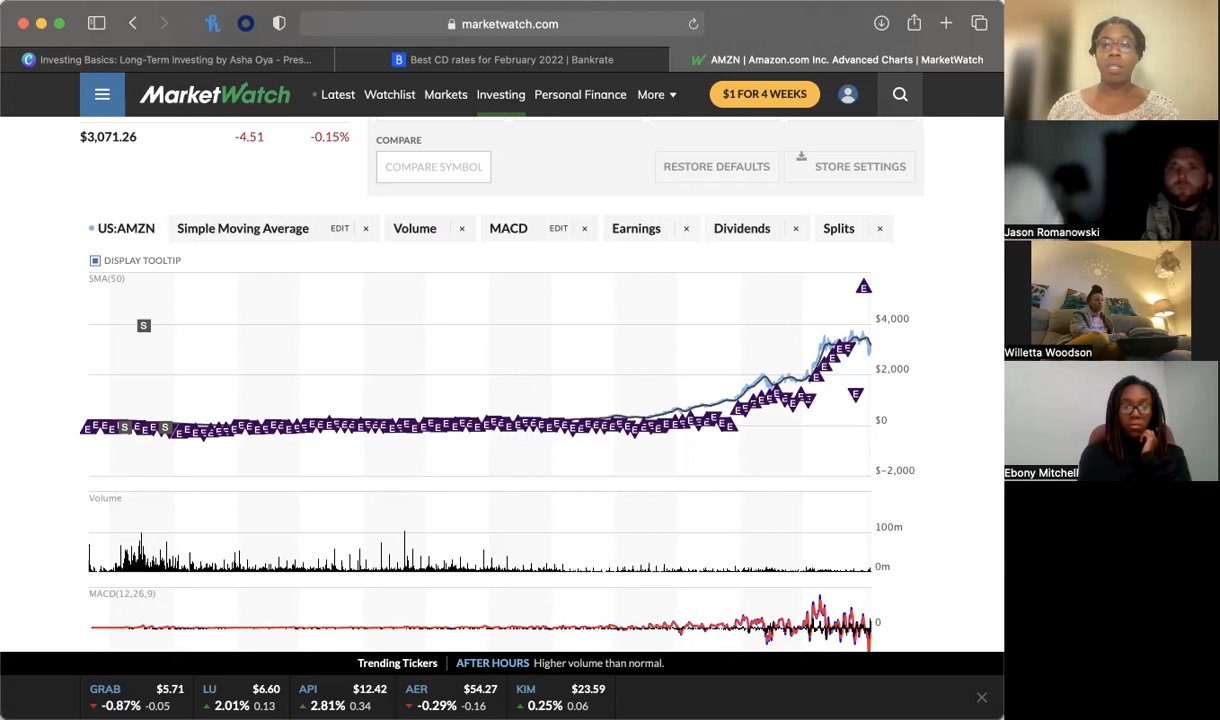 marketwatch.com
Investing Basics: Long-Term Investing by Asha Oya - Pres...
Best CD rates for February 2022 | Bankrate
AMZN | Amazon.com Inc. Advanced Charts | MarketWatch
MarketWatch
Latest Watchlist Markets Investing Personal Finance More
$1 FOR 4 WEEKS
$3,071.26 -4.51 -0.15%
COMPARE
COMPARE SYMBOL
RESTORE DEFAULTS
STORE SETTINGS
US:AMZN
Simple Moving Average EDIT ×
Volume ×
MACD EDIT ×
Earnings ×
Dividends ×
Splits ×
DISPLAY TOOLTIP
SMA(50)
$4,000
$2,000
$0
$-2,000
Volume
100m
0m
MACD(12,26,9)
0
Trending Tickers | AFTER HOURS Higher volume than normal.
GRAB $5.71
-0.87% -0.05
LU $6.60
2.01% 0.13
API $12.42
2.81% 0.34
AER $54.27
-0.29% -0.16
KIM $23.59
0.25% 0.06
Jason Romanowski
Willetta Woodson
Ebony Mitchell